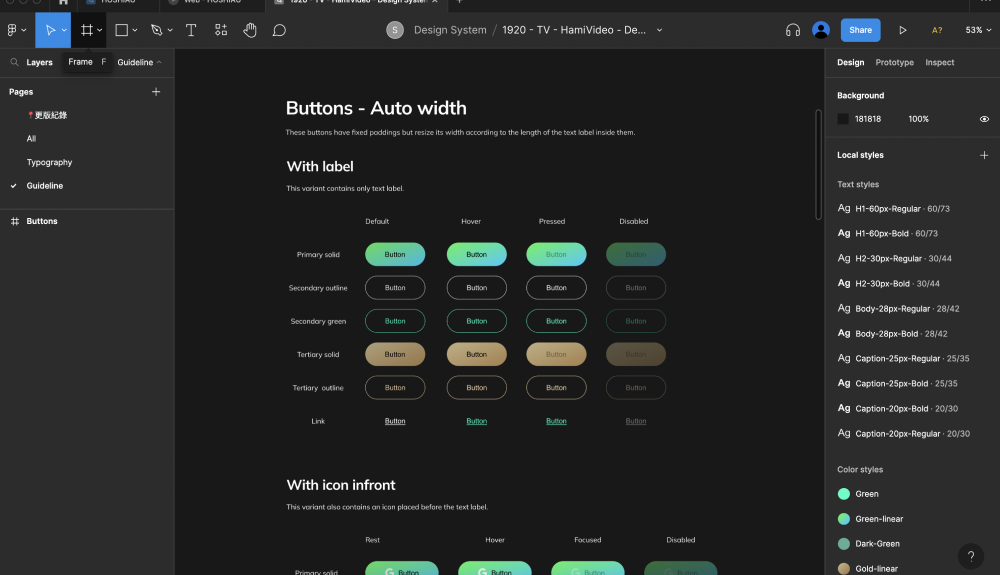 Design System / 1920 - TV - HamiVideo - De...
Share
A?
53%
Layers
Frame F
Guideline
Design
Prototype
Inspect
Pages
📍更版紀錄
All
Typography
Guideline
Buttons
Buttons - Auto width
These buttons have fixed paddings but resize its width according to the length of the text label inside them.
With label
This variant contains only text label.
Default Hover Pressed Disabled
Primary solid Button Button Button Button
Secondary outline Button Button Button Button
Secondary green Button Button Button Button
Tertiary solid Button Button Button Button
Tertiary outline Button Button Button Button
Link Button Button Button Button
With icon infront
This variant also contains an icon placed before the text label.
Rest Hover Focused Disabled
Primary solid Button Button Button Button
Background
181818 100%
Local styles
Text styles
Ag H1-60px-Regular · 60/73
Ag H1-60px-Bold · 60/73
Ag H2-30px-Regular · 30/44
Ag H2-30px-Bold · 30/44
Ag Body-28px-Regular · 28/42
Ag Body-28px-Bold · 28/42
Ag Caption-25px-Regular · 25/35
Ag Caption-25px-Bold · 25/35
Ag Caption-20px-Bold · 20/30
Ag Caption-20px-Regular · 20/30
Color styles
Green
Green-linear
Dark-Green
Gold-linear
?